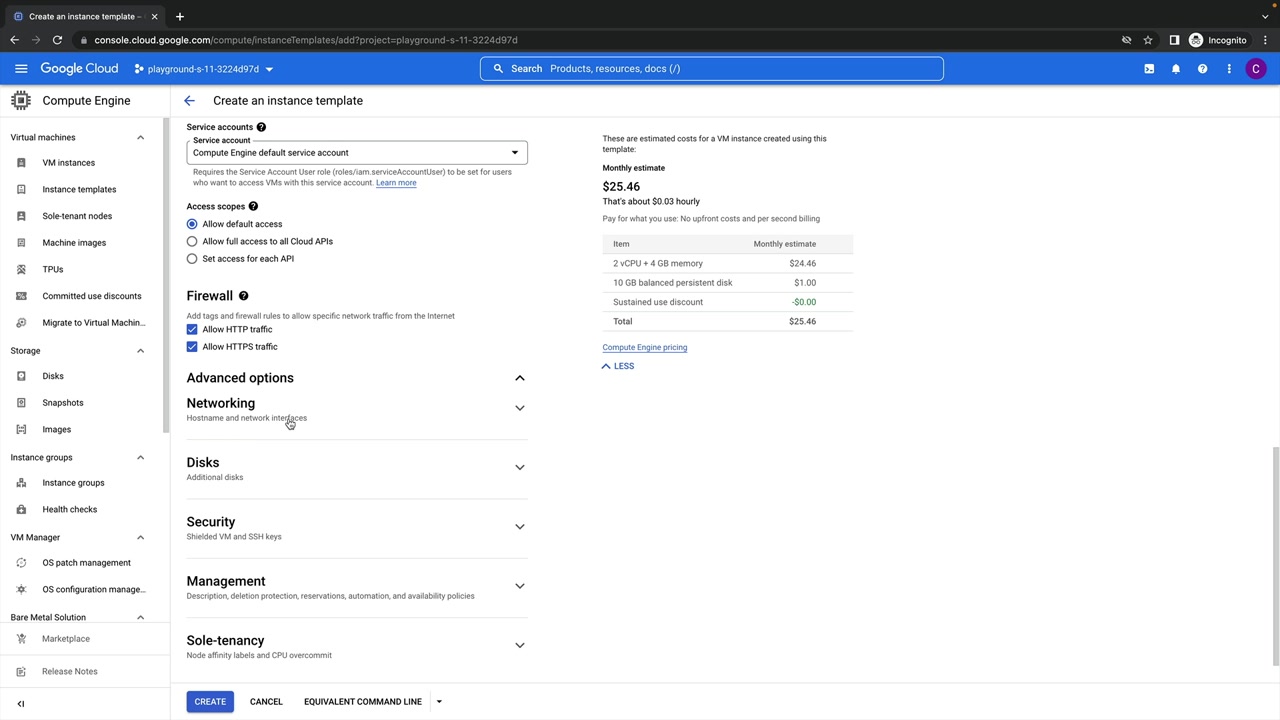 Create an instance template –
console.cloud.google.com/compute/instanceTemplates/add?project=playground-s-11-3224d97d
Incognito
Google Cloud
playground-s-11-3224d97d
Search Products, resources, docs (/)
C
Compute Engine
Create an instance template
Virtual machines
VM instances
Instance templates
Sole-tenant nodes
Machine images
TPUs
Committed use discounts
Migrate to Virtual Machin...
Storage
Disks
Snapshots
Images
Instance groups
Instance groups
Health checks
VM Manager
OS patch management
OS configuration manage...
Bare Metal Solution
Marketplace
Release Notes
Service accounts
Service account
Compute Engine default service account
Requires the Service Account User role (roles/iam.serviceAccountUser) to be set for users
who want to access VMs with this service account. Learn more
Access scopes
Allow default access
Allow full access to all Cloud APIs
Set access for each API
Firewall
Add tags and firewall rules to allow specific network traffic from the Internet
Allow HTTP traffic
Allow HTTPS traffic
Advanced options
Networking
Hostname and network interfaces
Disks
Additional disks
Security
Shielded VM and SSH keys
Management
Description, deletion protection, reservations, automation, and availability policies
Sole-tenancy
Node affinity labels and CPU overcommit
CREATE
CANCEL
EQUIVALENT COMMAND LINE
These are estimated costs for a VM instance created using this
template:
Monthly estimate
$25.46
That's about $0.03 hourly
Pay for what you use: No upfront costs and per second billing
Item Monthly estimate
2 vCPU + 4 GB memory $24.46
10 GB balanced persistent disk $1.00
Sustained use discount -$0.00
Total $25.46
Compute Engine pricing
LESS